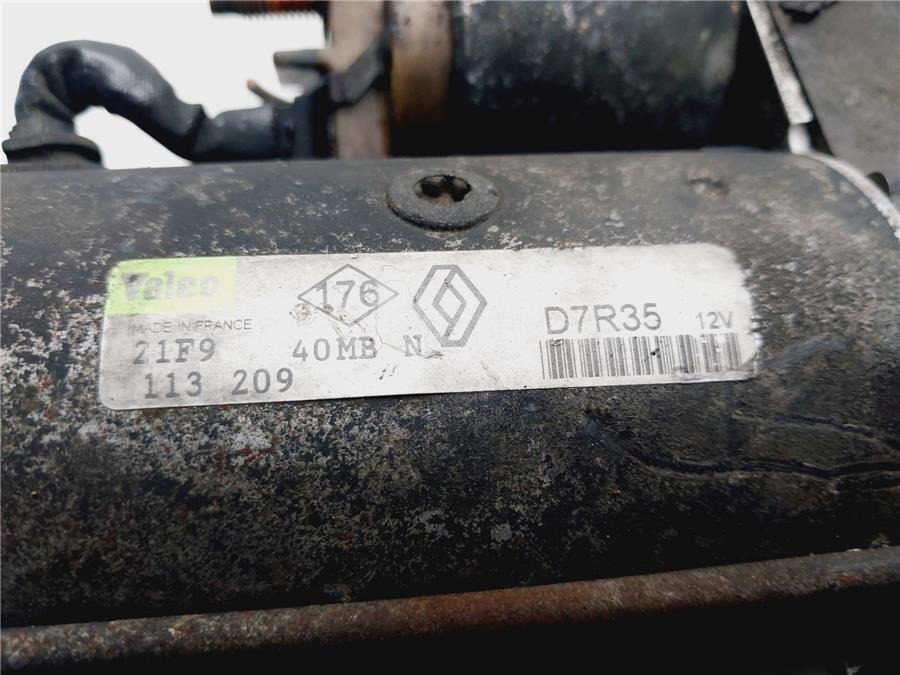 Valeo
176
D7R35 12V
MADE IN FRANCE
21F9 40MB N
113 209